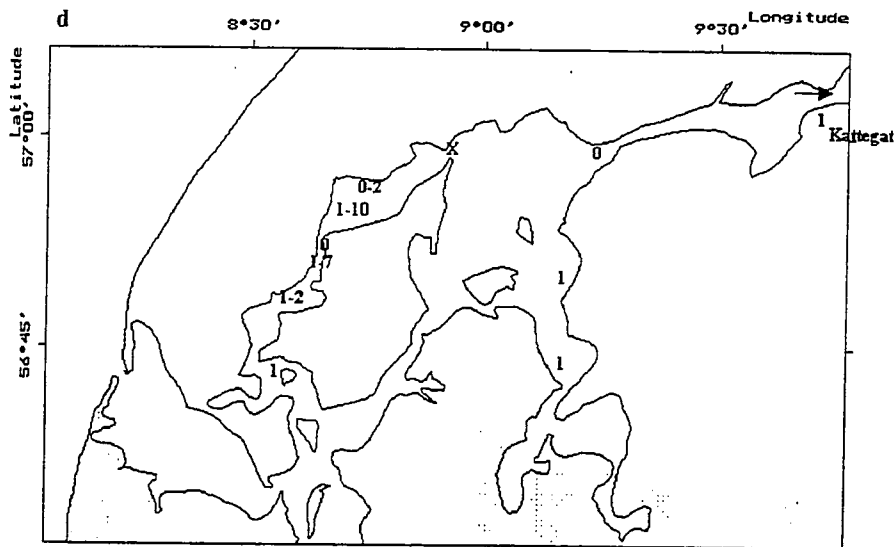 d
8°30' 9°00' 9°30' Longitude
Latitude
57°00'
56°45'
1
Kattegat
X
0
0-2
1-10
0
1-7
1
1-2
1
1